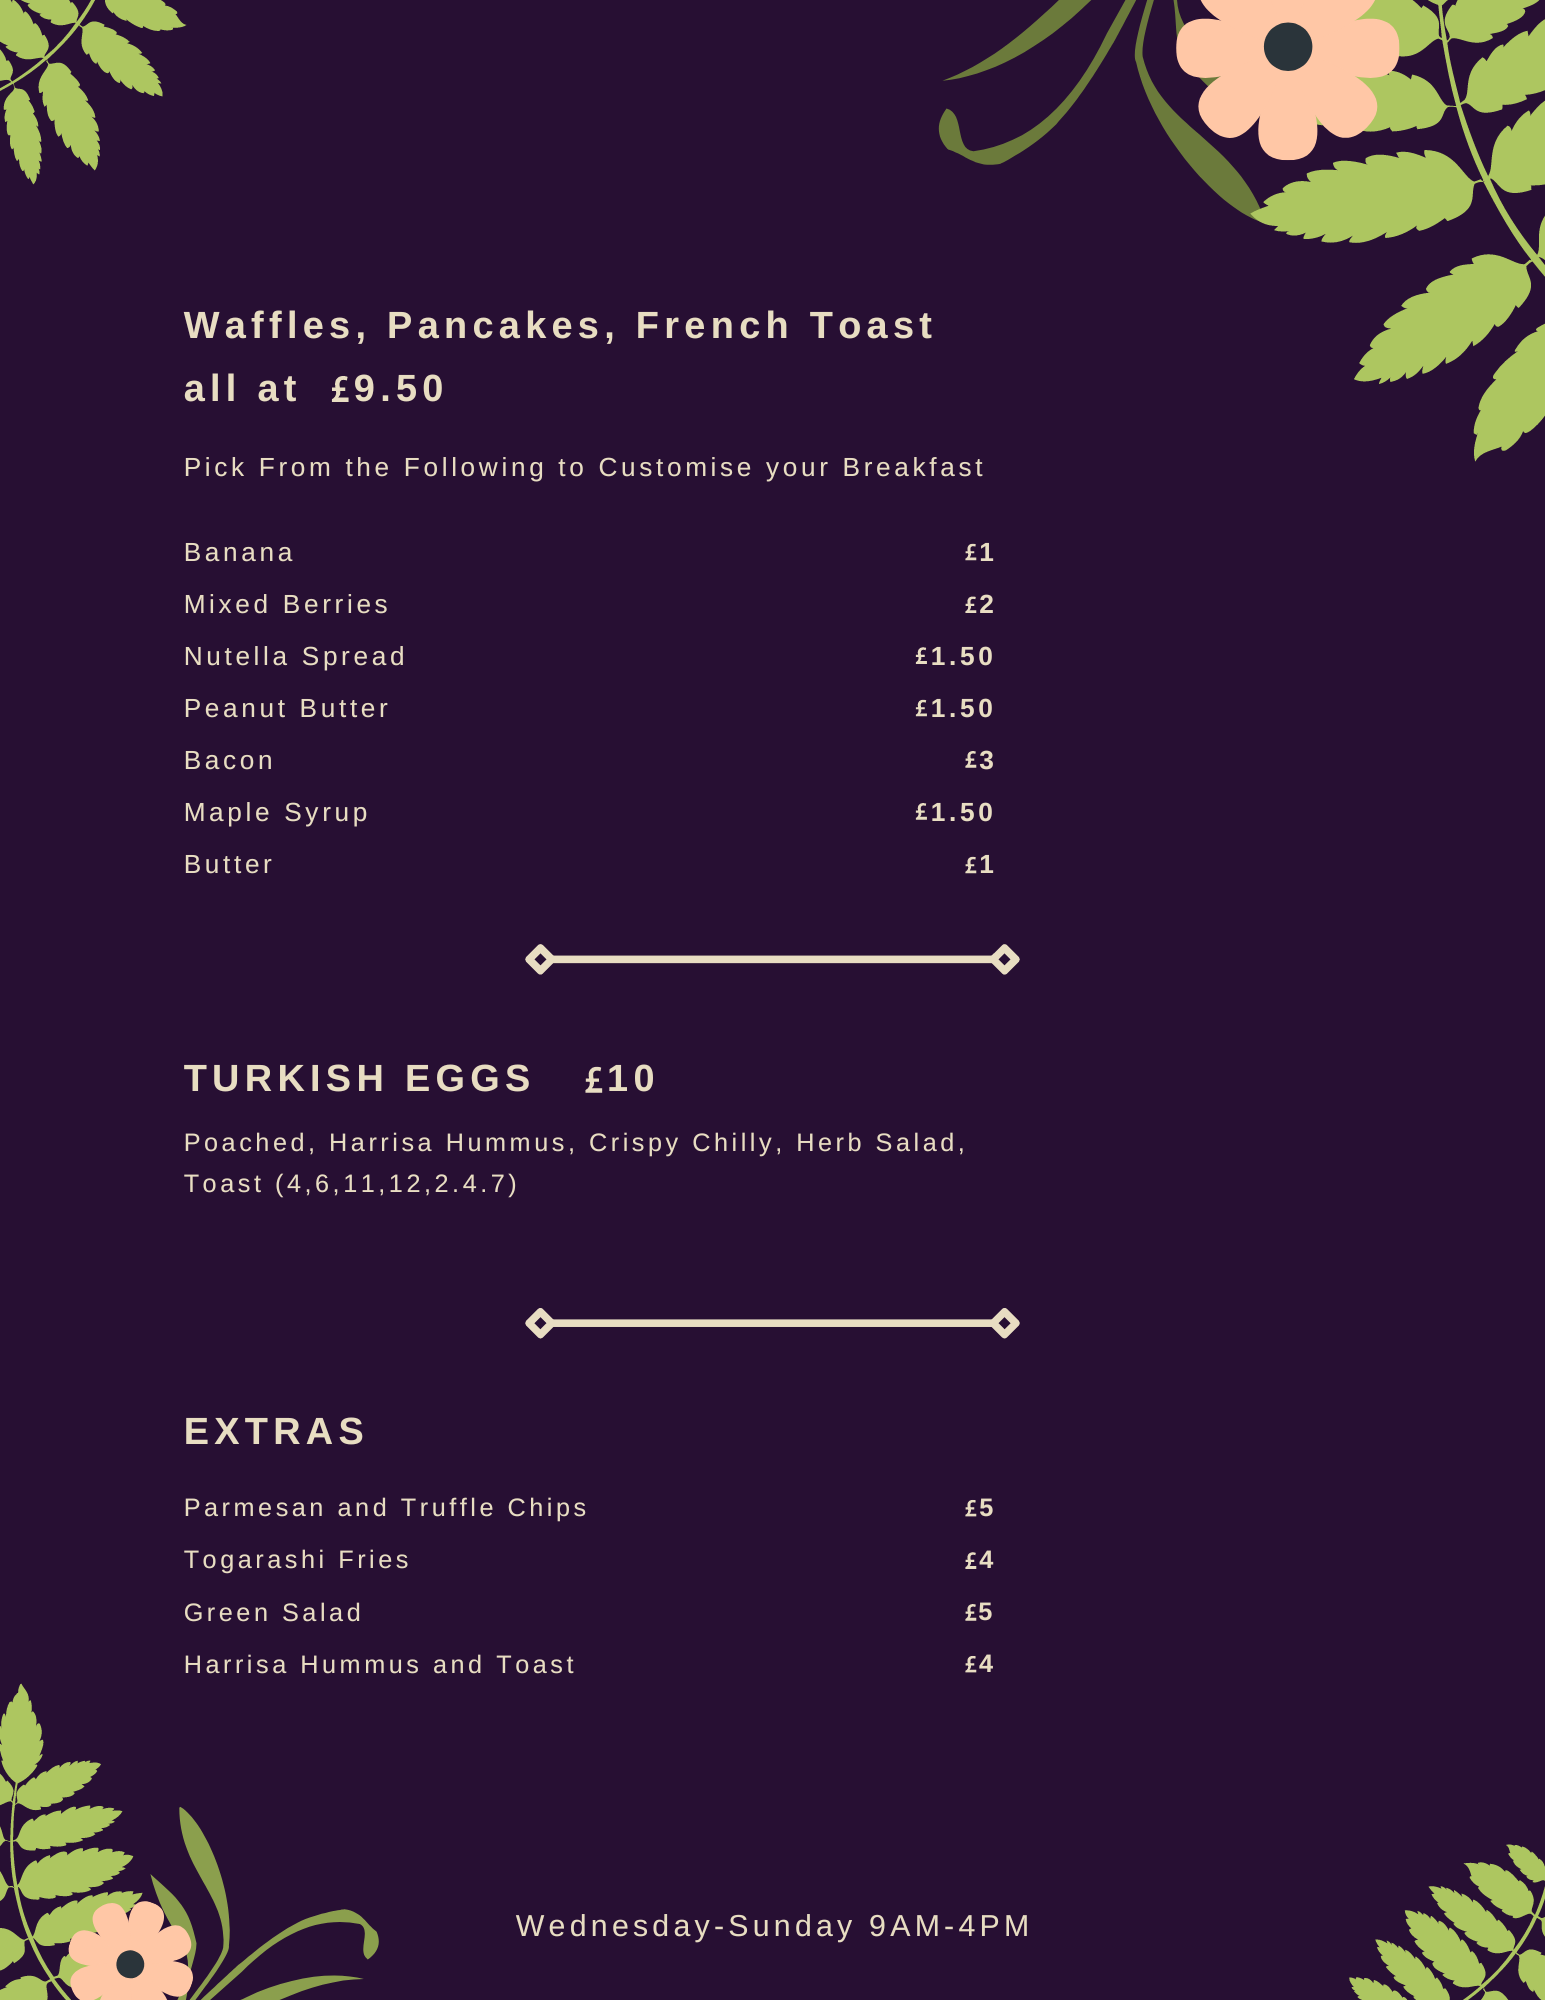 Waffles, Pancakes, French Toast
all at £9.50
Pick From the Following to Customise your Breakfast
Banana £1
Mixed Berries £2
Nutella Spread £1.50
Peanut Butter £1.50
Bacon £3
Maple Syrup £1.50
Butter £1
TURKISH EGGS £10
Poached, Harrisa Hummus, Crispy Chilly, Herb Salad,
Toast (4,6,11,12,2.4.7)
EXTRAS
Parmesan and Truffle Chips £5
Togarashi Fries £4
Green Salad £5
Harrisa Hummus and Toast £4
Wednesday-Sunday 9AM-4PM